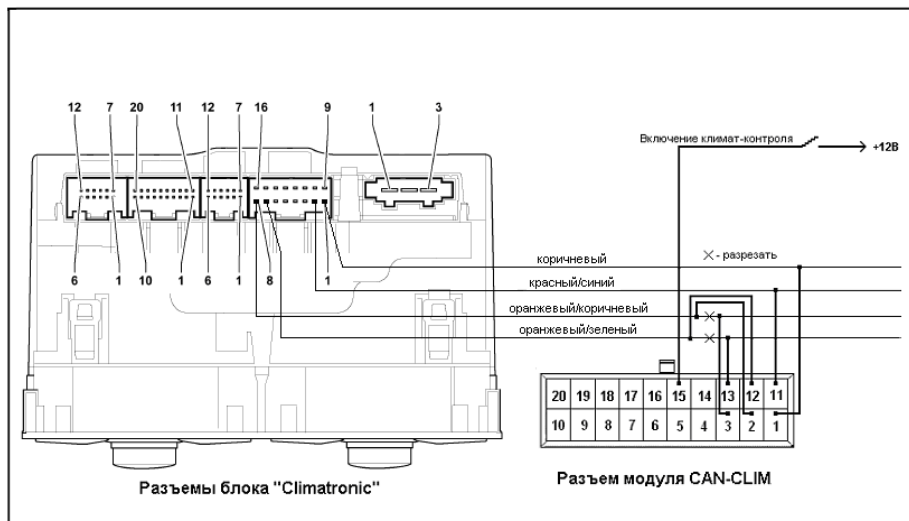 12 7 20 11 12 7 16 9 1 3
Включение климат-контроля
+12В
6 1 10 1 6 1 8 1
коричневый
× - разрезать
красный/синий
оранжевый/коричневый
оранжевый/зеленый
20 19 18 17 16 15 14 13 12 11
10 9 8 7 6 5 4 3 2 1
Разъемы блока "Climatronic"
Разъем модуля CAN-CLIM